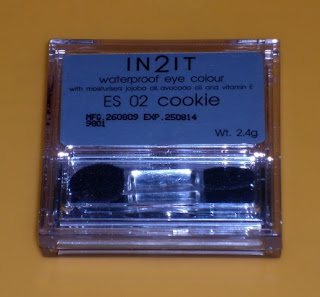 IN2IT
waterproof eye colour
with moisturisers jojoba oil, avocado oil and vitamin E
ES 02 cookie
MFG.260809 EXP.250814
9801
Wt. 2.4g